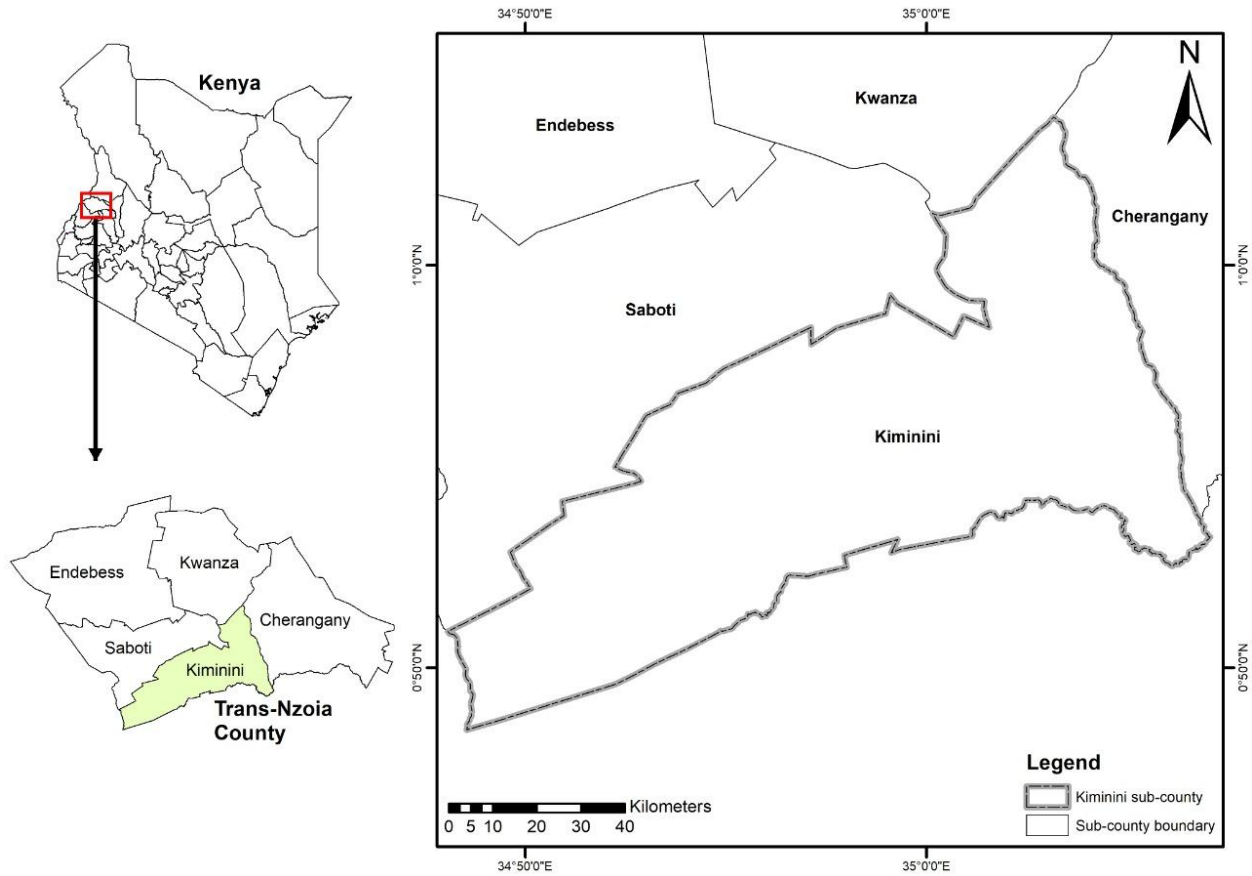 34°50'0"E
35°0'0"E
Kenya
N
Kwanza
Endebess
Cherangany
1°0'0"N
1°0'0"N
Saboti
Kiminini
Endebess
Kwanza
Cherangany
Saboti
Kiminini
0°50'0"N
0°50'0"N
Trans-Nzoia
County
Legend
Kiminini sub-county
Sub-county boundary
Kilometers
0 5 10 20 30 40
34°50'0"E
35°0'0"E